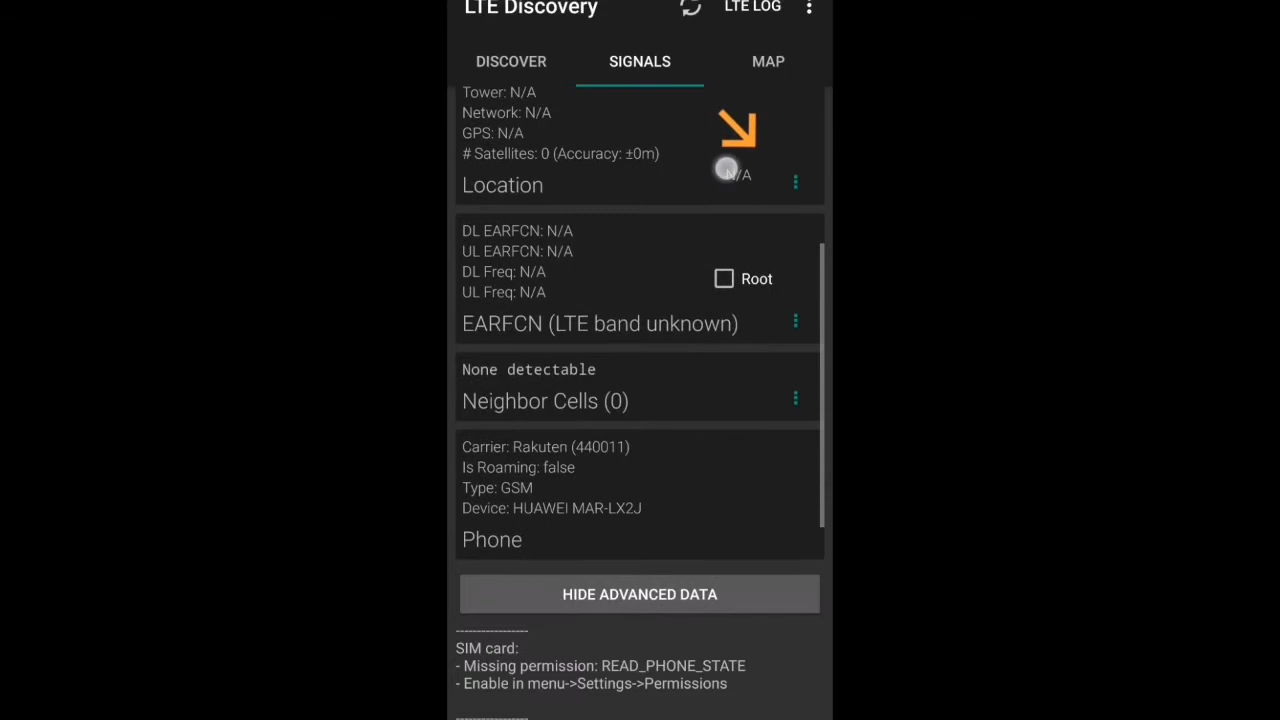 LTE Discovery
LTE LOG
DISCOVER
SIGNALS
MAP
Tower: N/A
Network: N/A
GPS: N/A
# Satellites: 0 (Accuracy: ±0m)
N/A
Location
DL EARFCN: N/A
UL EARFCN: N/A
DL Freq: N/A
UL Freq: N/A
Root
EARFCN (LTE band unknown)
None detectable
Neighbor Cells (0)
Carrier: Rakuten (440011)
Is Roaming: false
Type: GSM
Device: HUAWEI MAR-LX2J
Phone
HIDE ADVANCED DATA
-----------------
SIM card:
- Missing permission: READ_PHONE_STATE
- Enable in menu->Settings->Permissions
-----------------